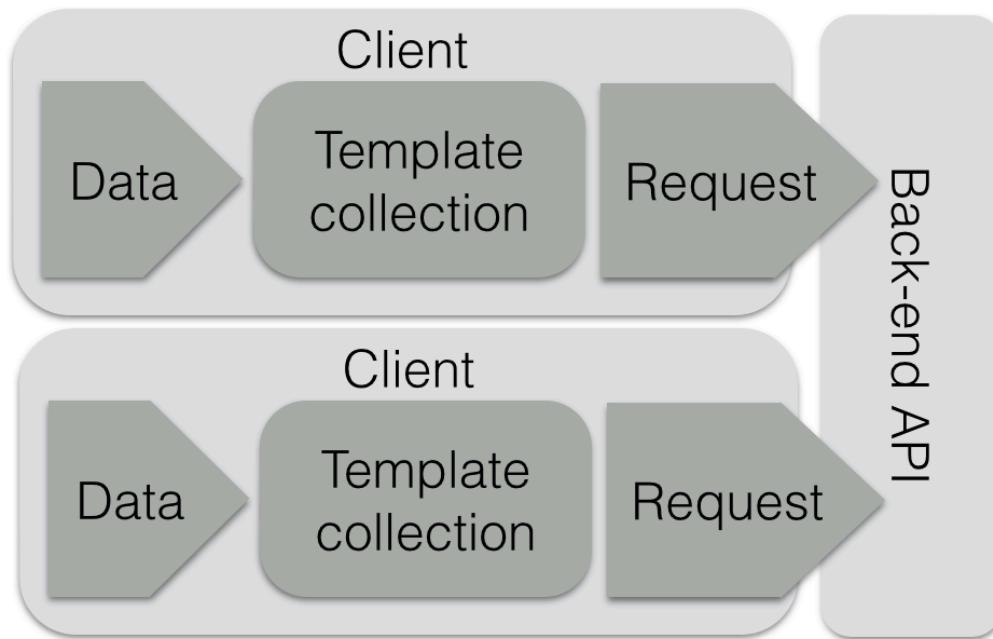 Client
Data
Template
collection
Request
Client
Data
Template
collection
Request
Back-end API